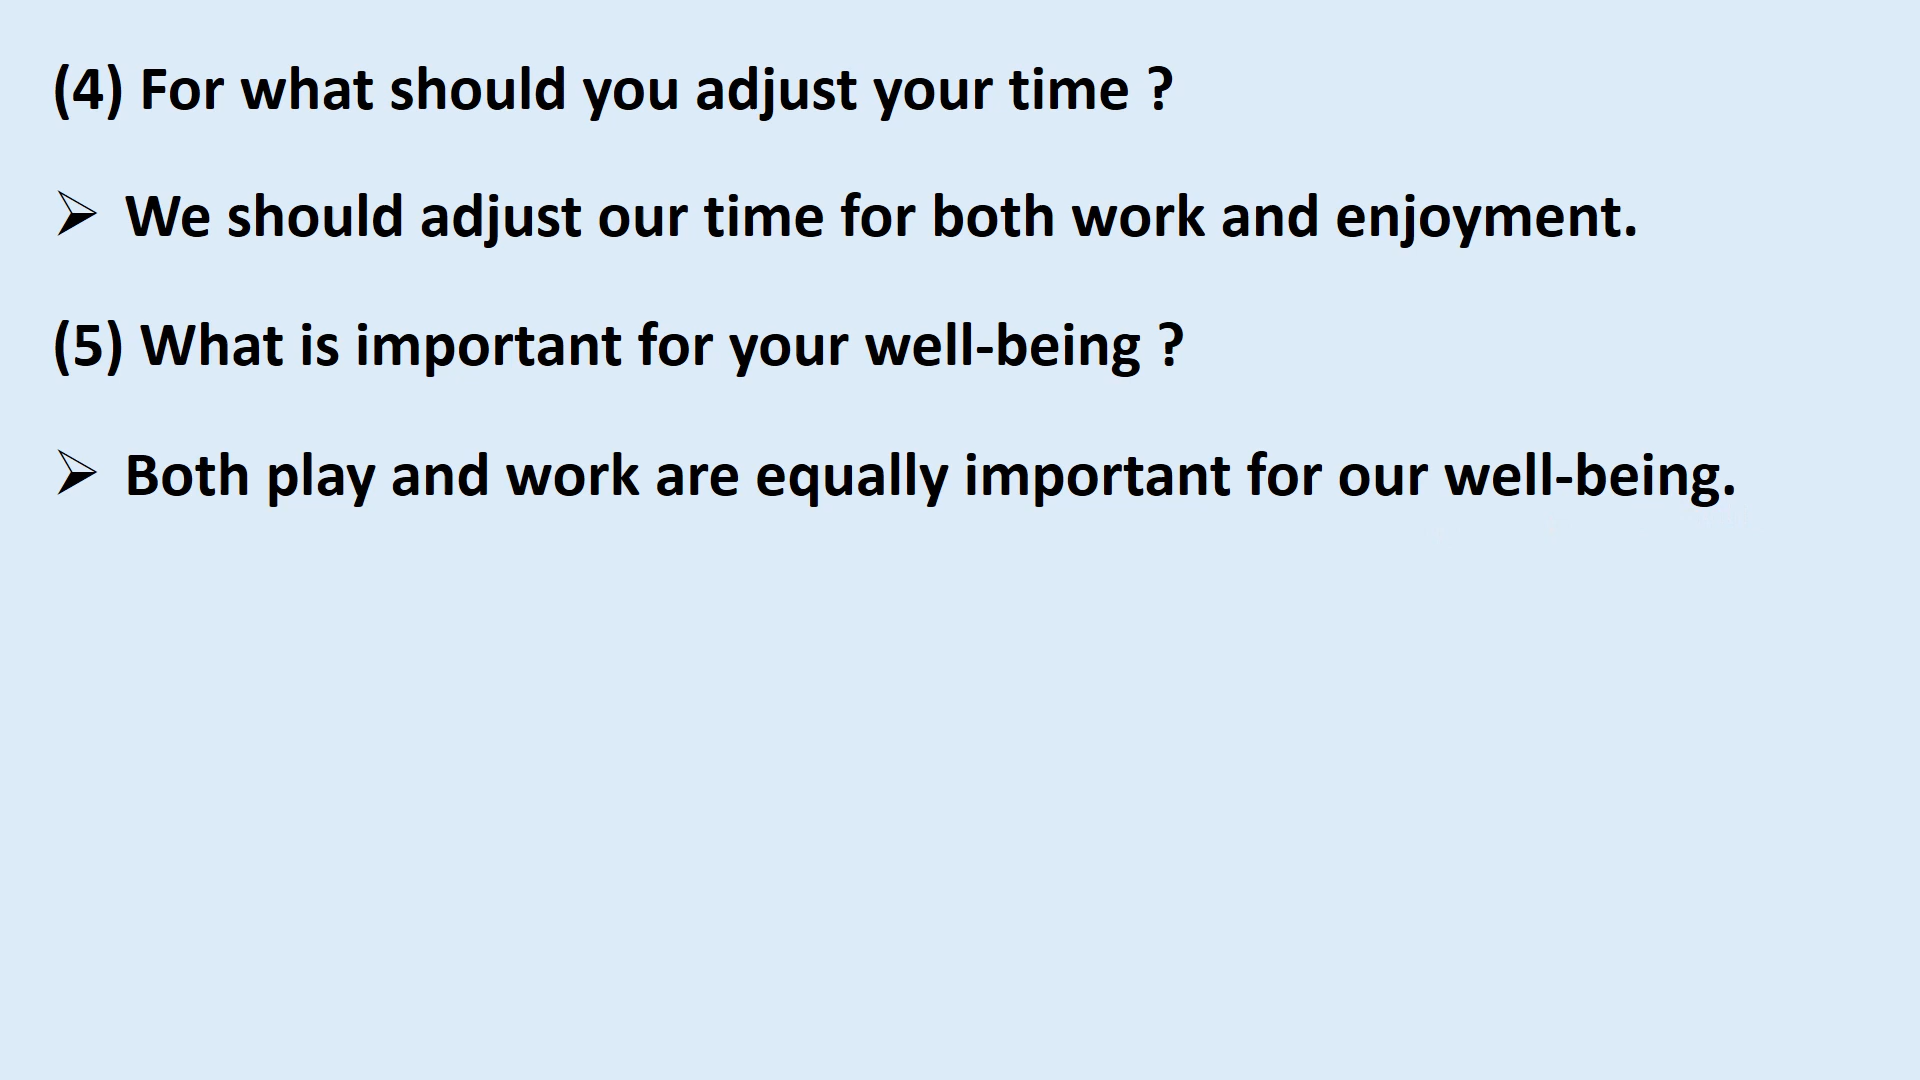 (4) For what should you adjust your time ?
➢ We should adjust our time for both work and enjoyment.
(5) What is important for your well-being ?
➢ Both play and work are equally important for our well-being.